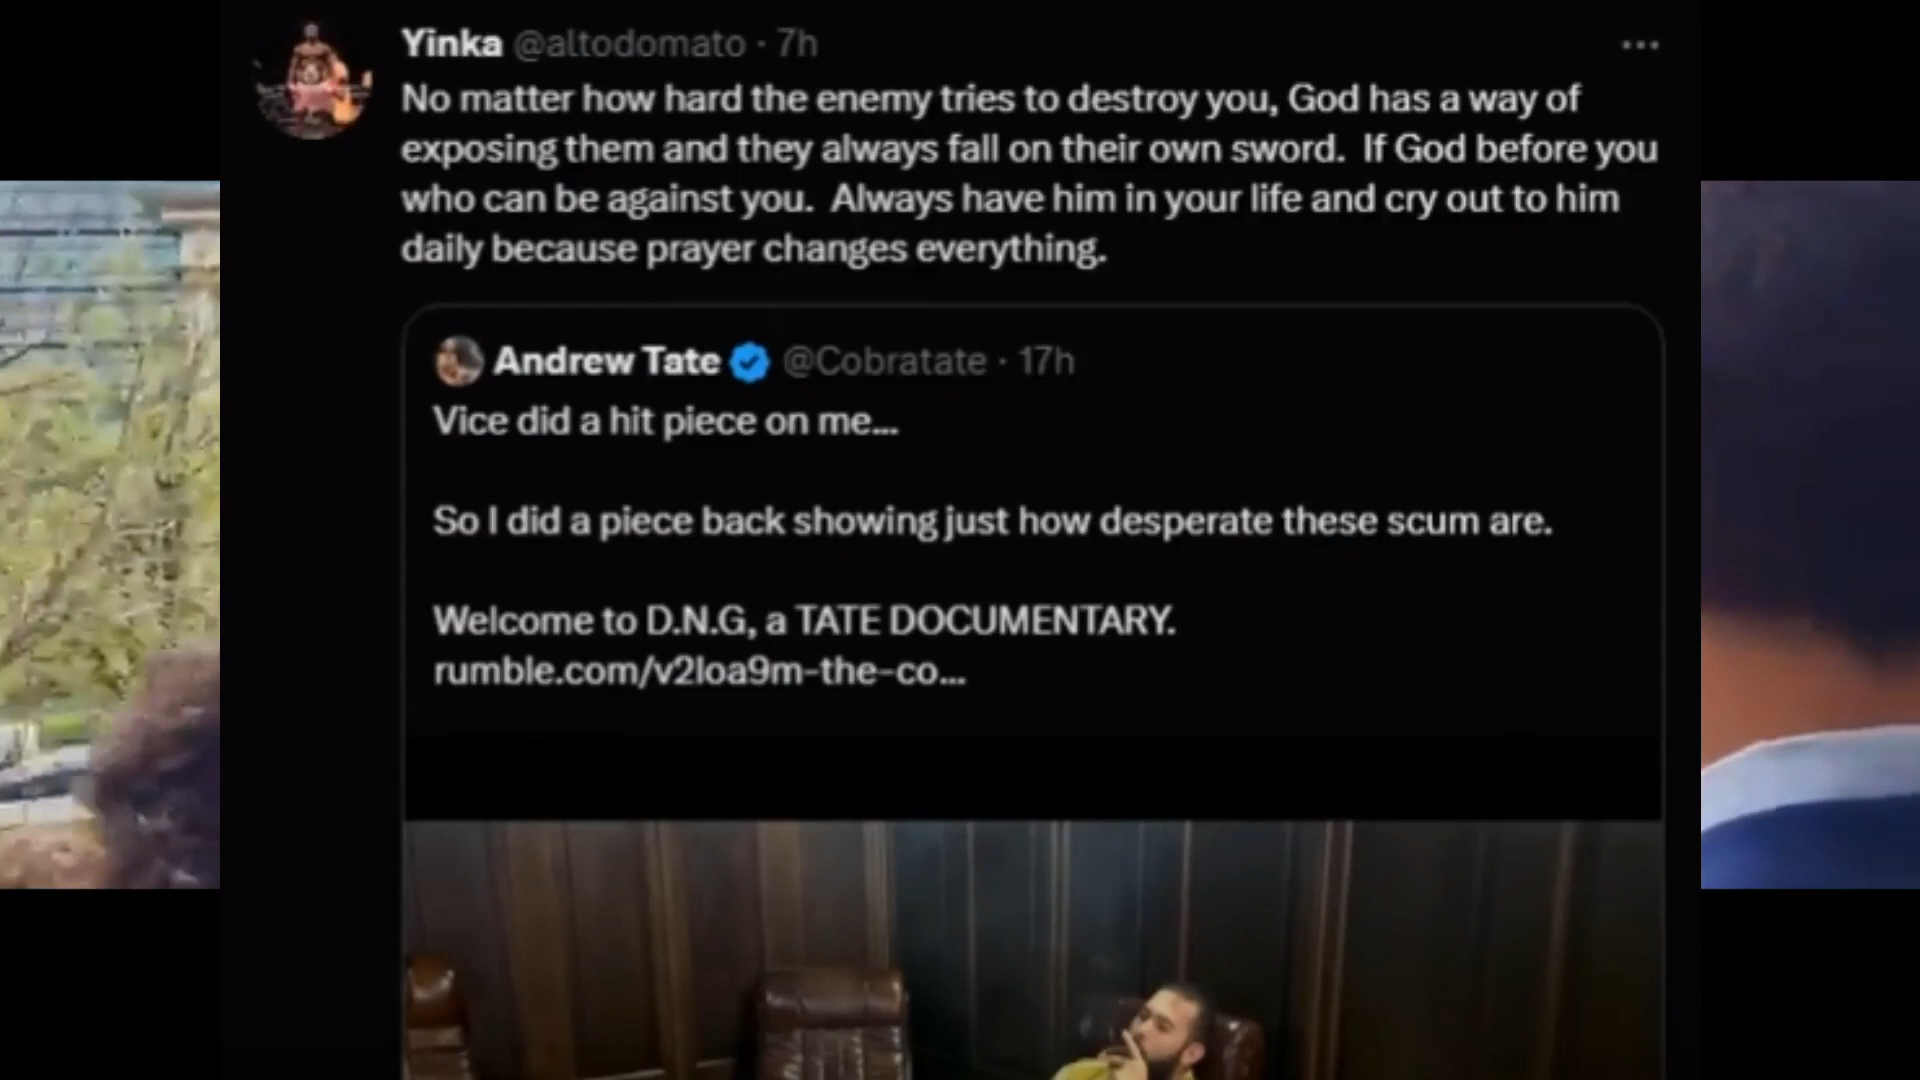 Yinka @altodomato · 7h
No matter how hard the enemy tries to destroy you, God has a way of
exposing them and they always fall on their own sword.  If God before you
who can be against you.  Always have him in your life and cry out to him
daily because prayer changes everything.
Andrew Tate @Cobratate · 17h
Vice did a hit piece on me...
So I did a piece back showing just how desperate these scum are.
Welcome to D.N.G, a TATE DOCUMENTARY.
rumble.com/v2loa9m-the-co...